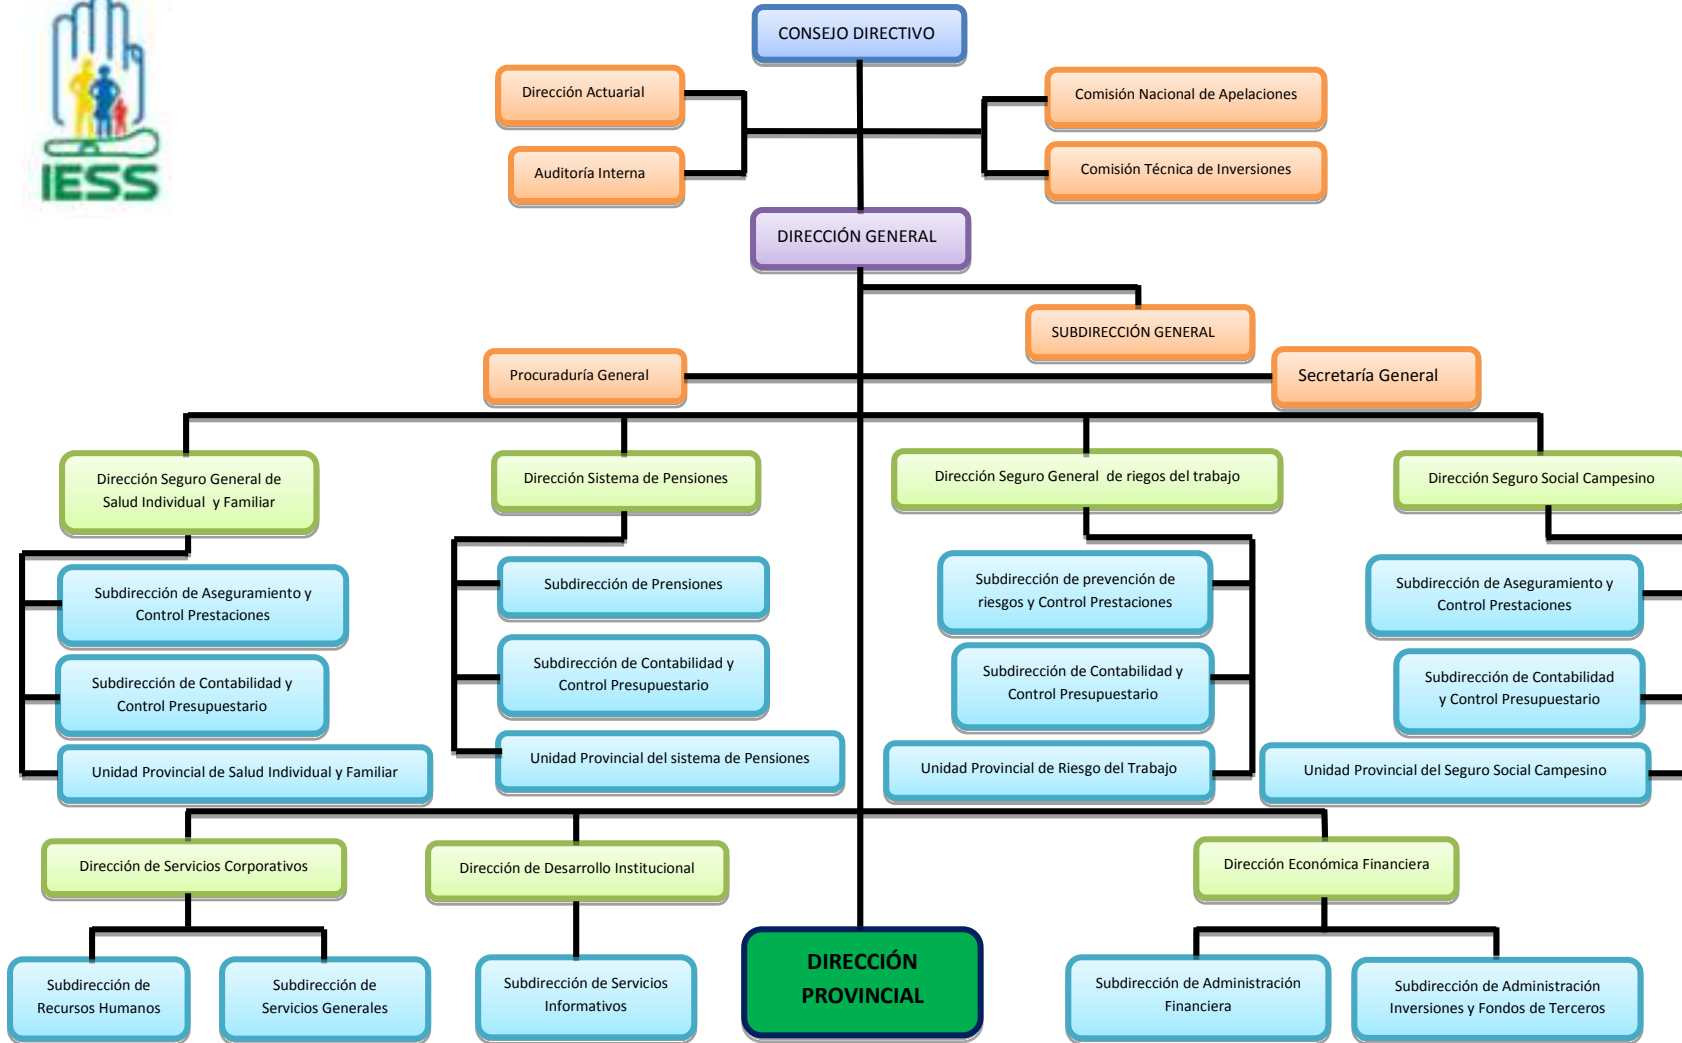 IESS
CONSEJO DIRECTIVO
Dirección Actuarial
Comisión Nacional de Apelaciones
Auditoría Interna
Comisión Técnica de Inversiones
DIRECCIÓN GENERAL
SUBDIRECCIÓN GENERAL
Procuraduría General
Secretaría General
Dirección Seguro General de
Salud Individual y Familiar
Dirección Sistema de Pensiones
Dirección Seguro General de riegos del trabajo
Dirección Seguro Social Campesino
Subdirección de Aseguramiento y
Control Prestaciones
Subdirección de Prensiones
Subdirección de prevención de
riesgos y Control Prestaciones
Subdirección de Aseguramiento y
Control Prestaciones
Subdirección de Contabilidad y
Control Presupuestario
Subdirección de Contabilidad y
Control Presupuestario
Subdirección de Contabilidad y
Control Presupuestario
Subdirección de Contabilidad
y Control Presupuestario
Unidad Provincial de Salud Individual y Familiar
Unidad Provincial del sistema de Pensiones
Unidad Provincial de Riesgo del Trabajo
Unidad Provincial del Seguro Social Campesino
Dirección de Servicios Corporativos
Dirección de Desarrollo Institucional
Dirección Económica Financiera
Subdirección de
Recursos Humanos
Subdirección de
Servicios Generales
Subdirección de Servicios
Informativos
DIRECCIÓN
PROVINCIAL
Subdirección de Administración
Financiera
Subdirección de Administración
Inversiones y Fondos de Terceros